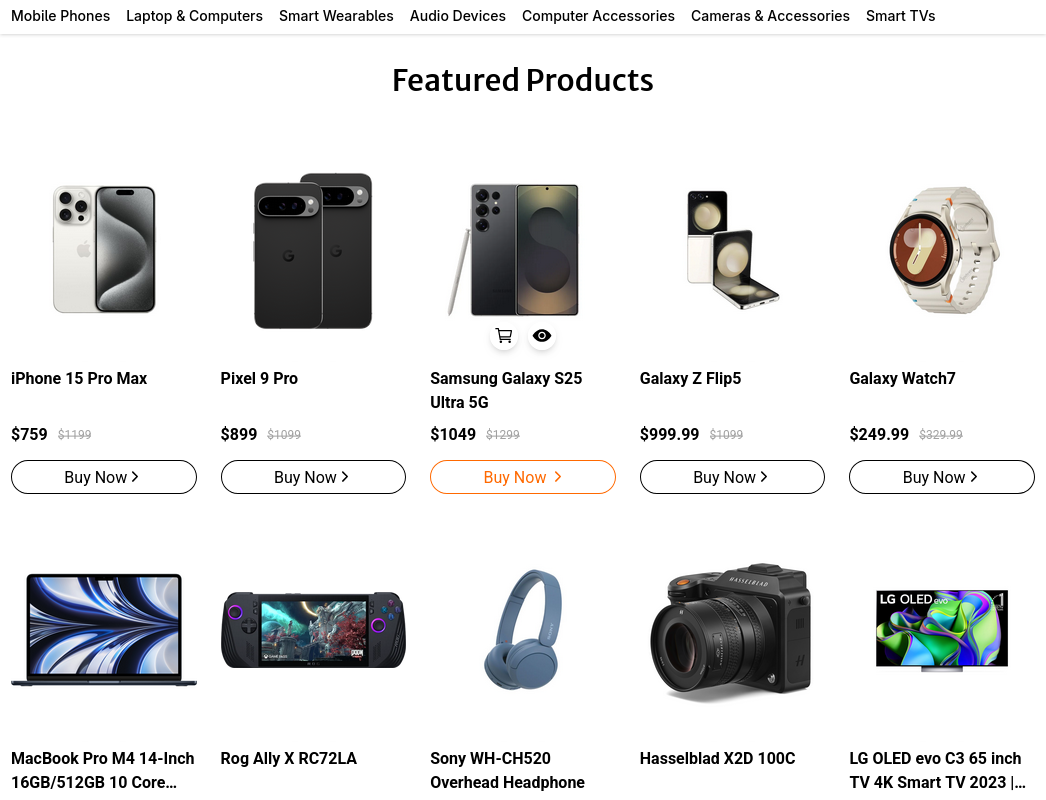 Mobile Phones Laptop & Computers Smart Wearables Audio Devices Computer Accessories Cameras & Accessories Smart TVs
Featured Products
iPhone 15 Pro Max
Pixel 9 Pro
Samsung Galaxy S25
Ultra 5G
Galaxy Z Flip5
Galaxy Watch7
$759 $1199
$899 $1099
$1049 $1299
$999.99 $1099
$249.99 $329.99
Buy Now
Buy Now
Buy Now
Buy Now
Buy Now
HASSELBLAD
LG OLED evo
MacBook Pro M4 14-Inch
16GB/512GB 10 Core…
Rog Ally X RC72LA
Sony WH-CH520
Overhead Headphone
Hasselblad X2D 100C
LG OLED evo C3 65 inch
TV 4K Smart TV 2023 |…